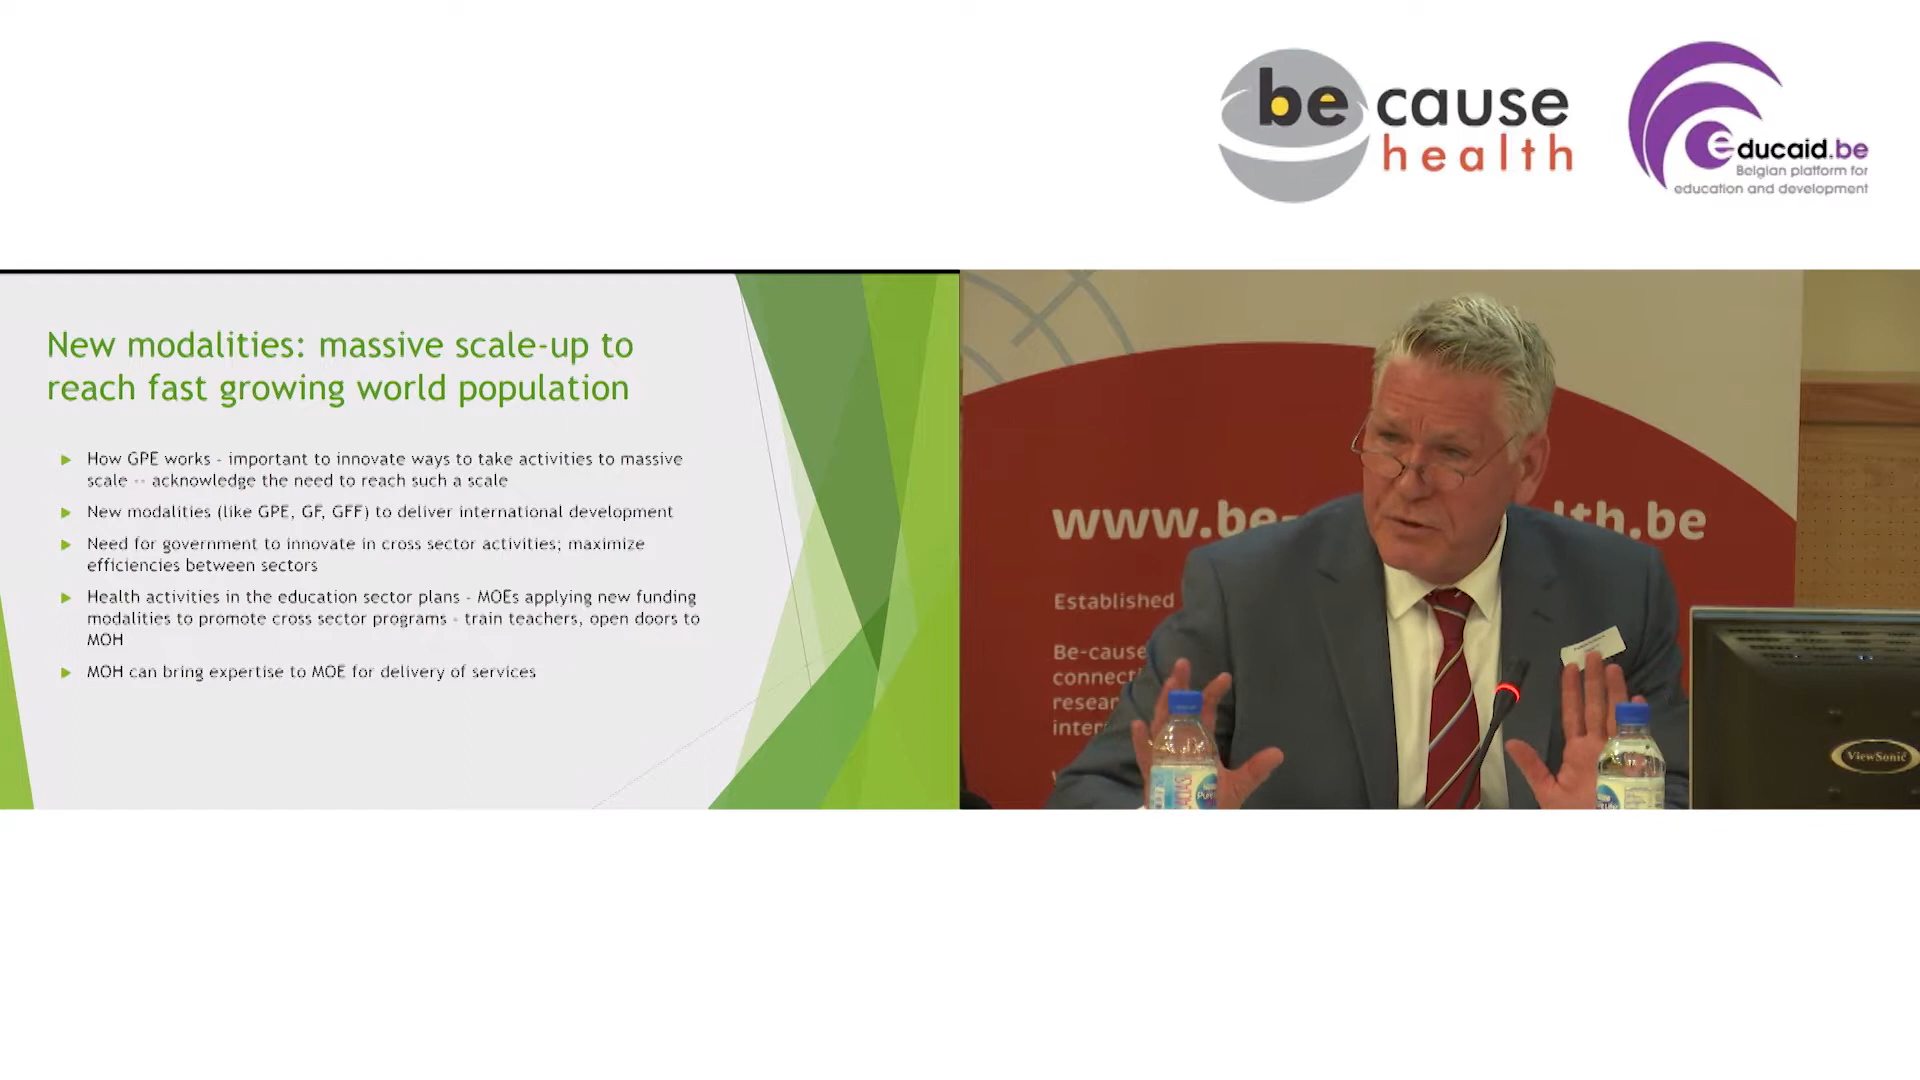 be cause
health
educaid.be
Belgian platform for
education and development
New modalities: massive scale-up to
reach fast growing world population
How GPE works - important to innovate ways to take activities to massive
scale -- acknowledge the need to reach such a scale
New modalities (like GPE, GF, GFF) to deliver international development
Need for government to innovate in cross sector activities; maximize
efficiencies between sectors
Health activities in the education sector plans - MOEs applying new funding
modalities to promote cross sector programs - train teachers, open doors to
MOH
MOH can bring expertise to MOE for delivery of services
www.be- lth.be
Established
Be-cause
ViewSonic